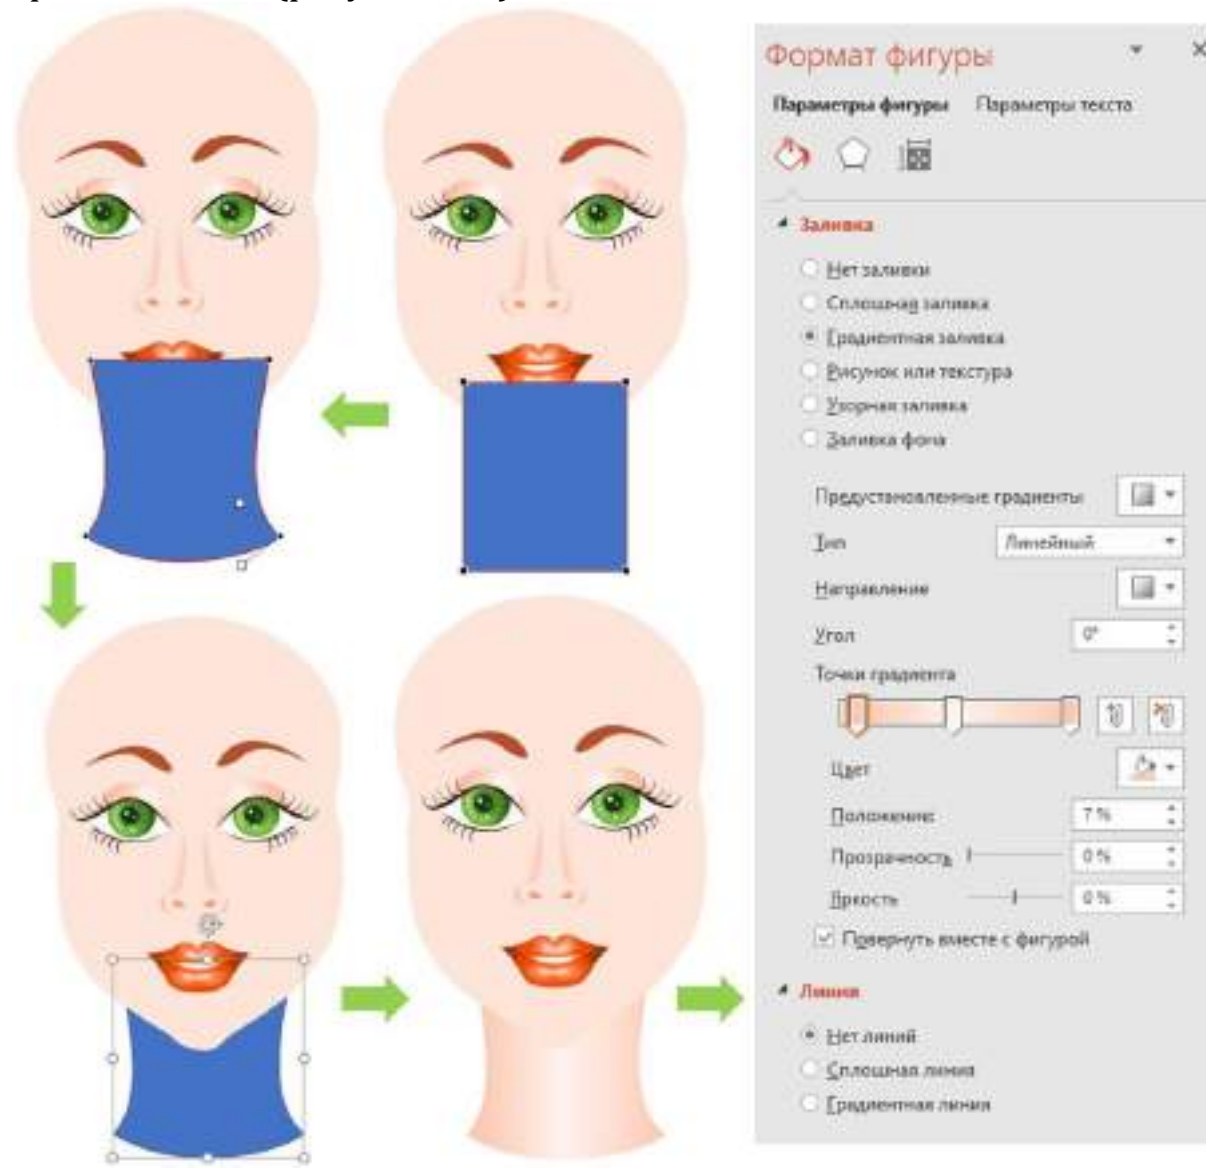 Формат фигуры
Параметры фигуры Параметры текста
Заливка
Нет заливки
Сплошная заливка
Градиентная заливка
Рисунок или текстура
Узорная заливка
Заливка фона
Предустановленные градиенты
Тип Линейный
Направление
Угол 0°
Точки градиента
Цвет
Положение 7 %
Прозрачность 0 %
Яркость 0 %
Повернуть вместе с фигурой
Линия
Нет линий
Сплошная линия
Градиентная линия